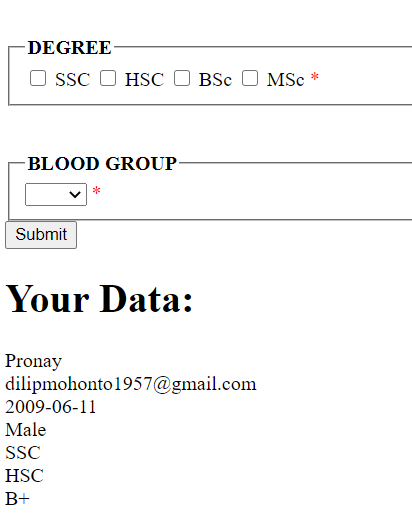 DEGREE
SSC HSC BSc MSc *
BLOOD GROUP
*
Submit
Your Data:
Pronay
dilipmohonto1957@gmail.com
2009-06-11
Male
SSC
HSC
B+